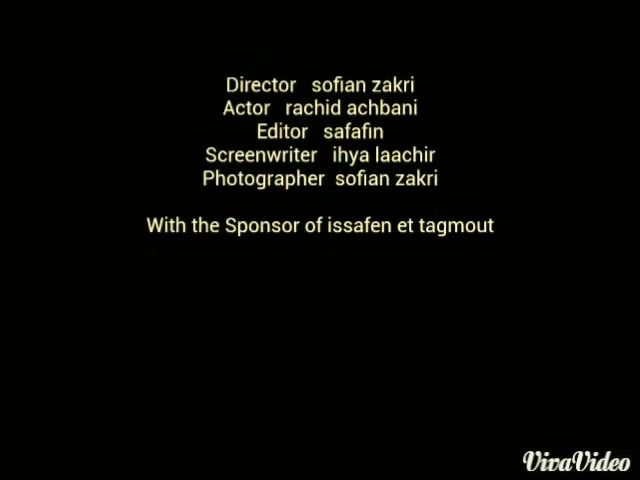 Director sofian zakri
Actor rachid achbani
Editor safafin
Screenwriter ihya laachir
Photographer sofian zakri
With the Sponsor of issafen et tagmout
VivaVideo